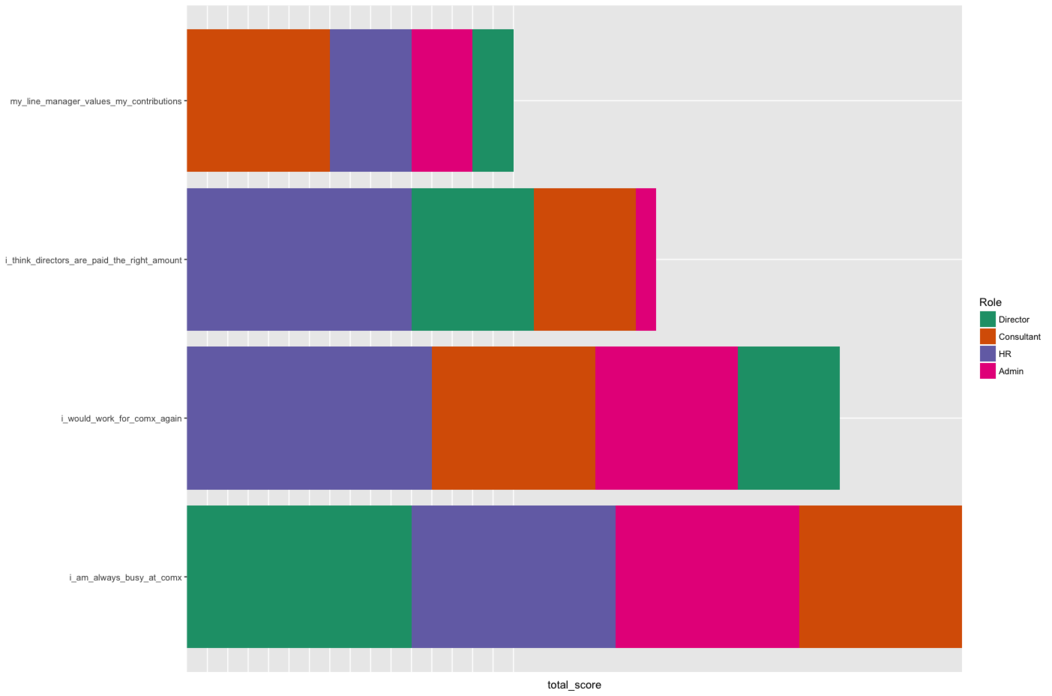 my_line_manager_values_my_contributions
i_think_directors_are_paid_the_right_amount
i_would_work_for_comx_again
i_am_always_busy_at_comx
total_score
Role
Director
Consultant
HR
Admin